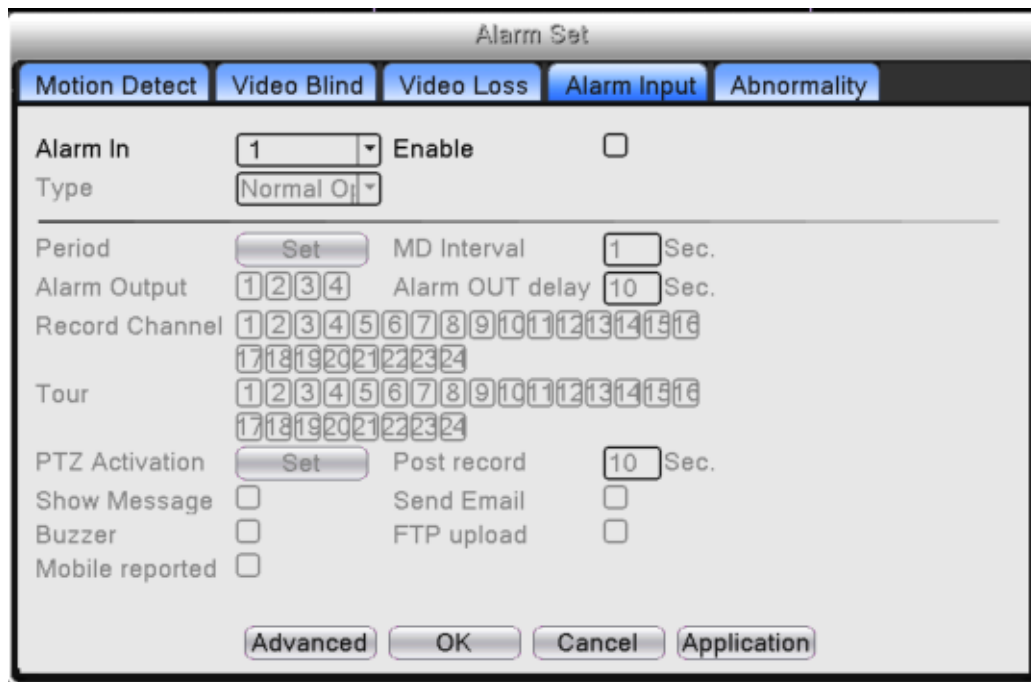 Alarm Set
Motion Detect Video Blind Video Loss Alarm Input Abnormality
Alarm In 1 Enable
Type Normal Op
Period Set MD Interval 1 Sec.
Alarm Output 1 2 3 4 Alarm OUT delay 10 Sec.
Record Channel 1 2 3 4 5 6 7 8 9 10 11 12 13 14 15 16
17 18 19 20 21 22 23 24
Tour 1 2 3 4 5 6 7 8 9 10 11 12 13 14 15 16
17 18 19 20 21 22 23 24
PTZ Activation Set Post record 10 Sec.
Show Message Send Email
Buzzer FTP upload
Mobile reported
Advanced OK Cancel Application